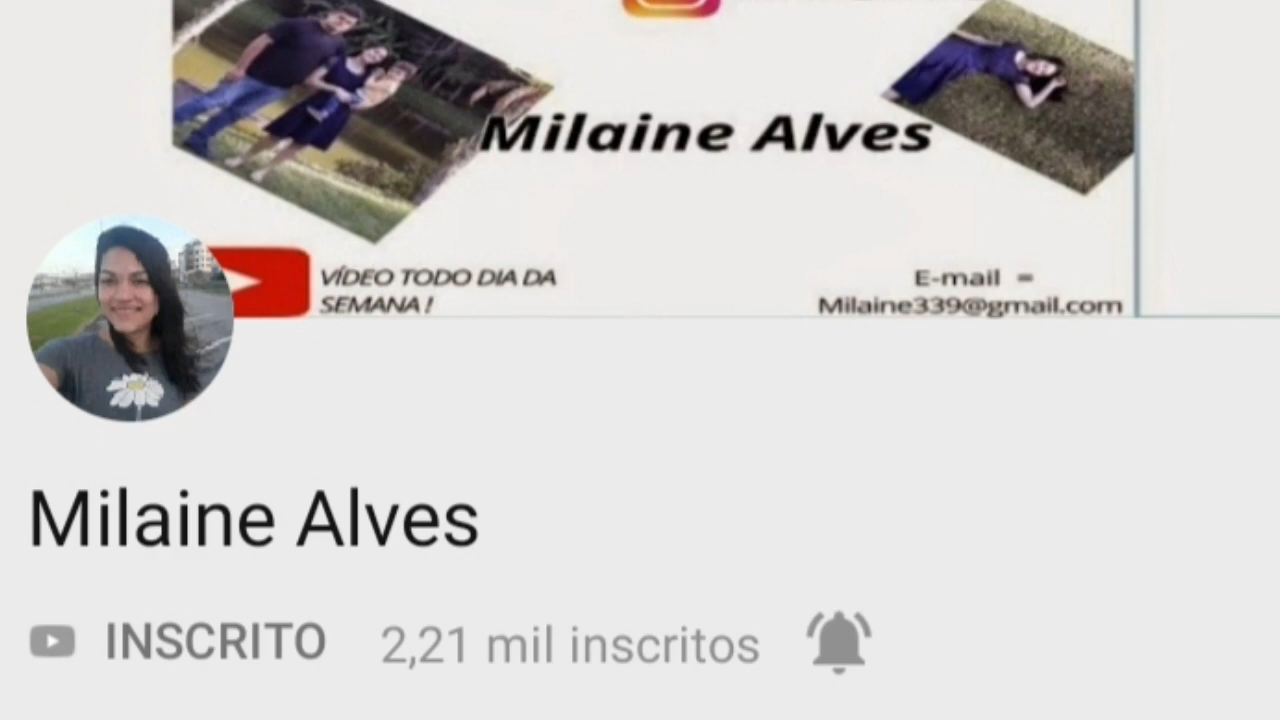 Milaine Alves
VÍDEO TODO DIA DA
SEMANA !
E-mail =
Milaine339@gmail.com
Milaine Alves
INSCRITO 2,21 mil inscritos